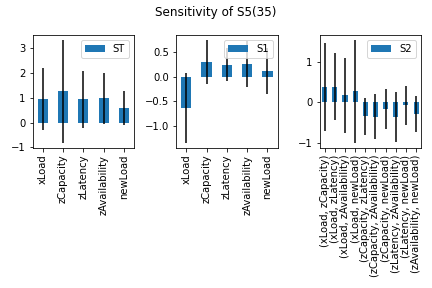 Sensitivity of S5(35)
ST
3
2
1
0
−1
xLoad
zCapacity
zLatency
zAvailability
newLoad
S1
0.5
0.0
−0.5
−1.0
xLoad
zCapacity
zLatency
zAvailability
newLoad
S2
1
0
−1
(xLoad, zCapacity)
(xLoad, zLatency)
(xLoad, zAvailability)
(xLoad, newLoad)
(zCapacity, zLatency)
(zCapacity, zAvailability)
(zCapacity, newLoad)
(zLatency, zAvailability)
(zLatency, newLoad)
(zAvailability, newLoad)